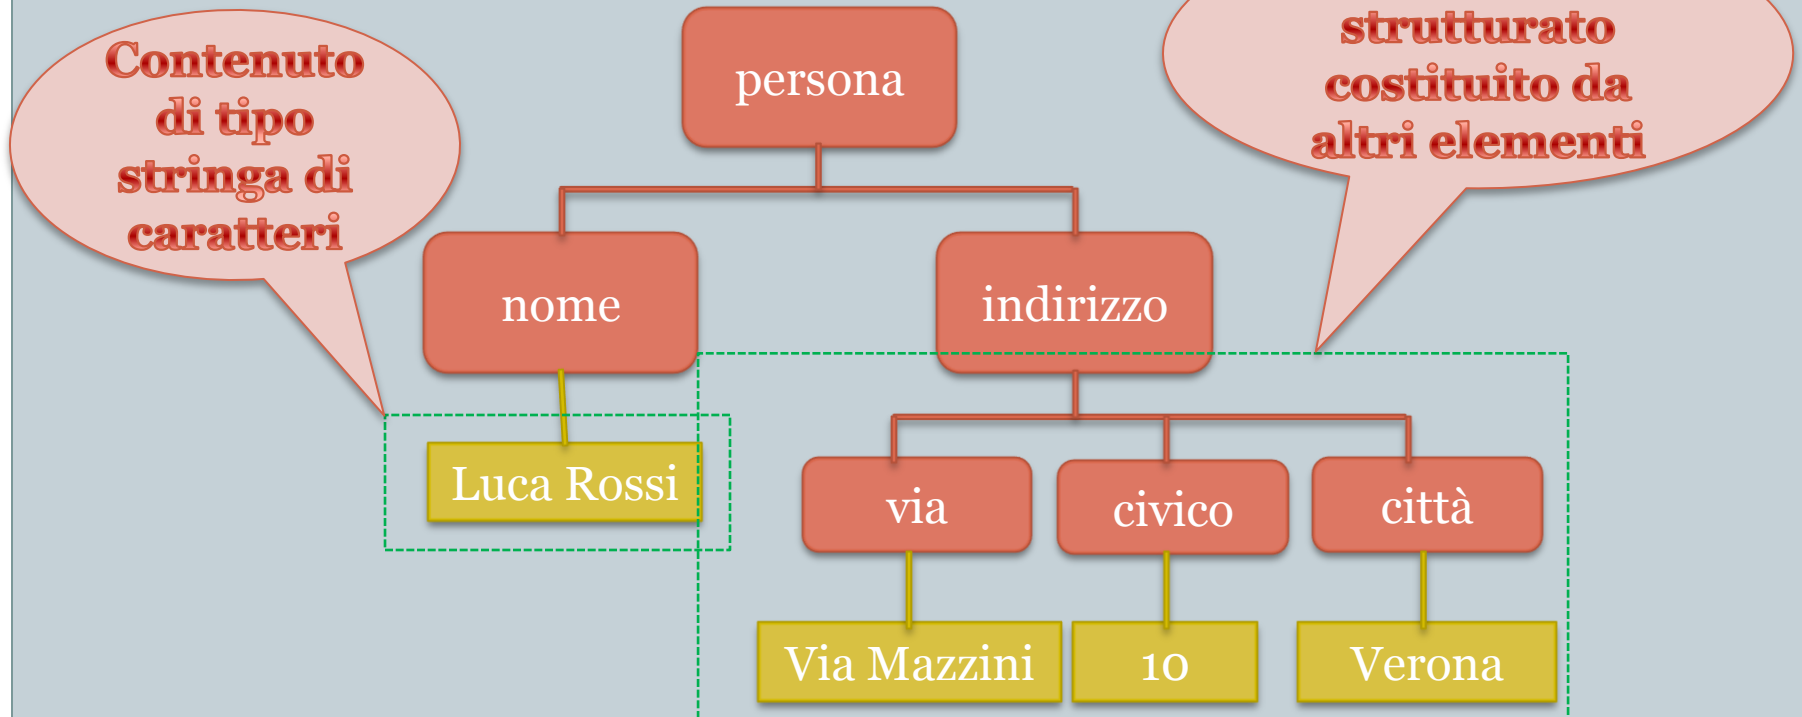 Contenuto
di tipo
stringa di
caratteri
persona
strutturato
costituito da
altri elementi
nome
indirizzo
Luca Rossi
via
civico
città
Via Mazzini
10
Verona